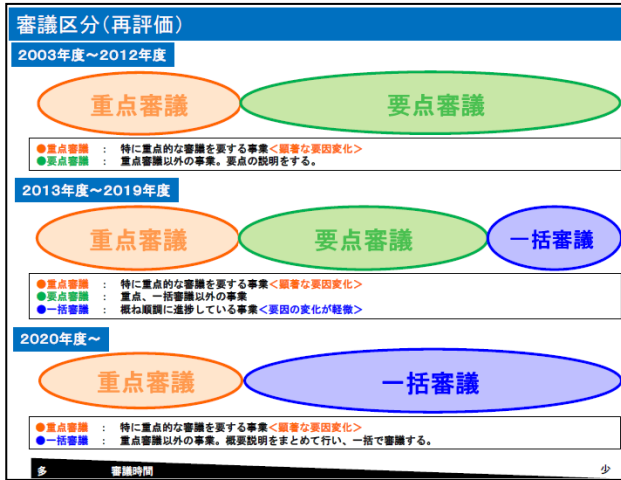 審議区分(再評価)
2003年度～2012年度
重点審議 要点審議
●重点審議 ： 特に重点的な審議を要する事業<顕著な要因変化>
●要点審議 ： 重点審議以外の事業。要点の説明をする。
2013年度～2019年度
重点審議 要点審議 一括審議
●重点審議 ： 特に重点的な審議を要する事業<顕著な要因変化>
●要点審議 ： 重点、一括審議以外の事業
●一括審議 ： 概ね順調に進捗している事業<要因の変化が軽微>
2020年度～
重点審議 一括審議
●重点審議 ： 特に重点的な審議を要する事業<顕著な要因変化>
●一括審議 ： 重点審議以外の事業。概要説明をまとめて行い、一括で審議する。
多 審議時間 少